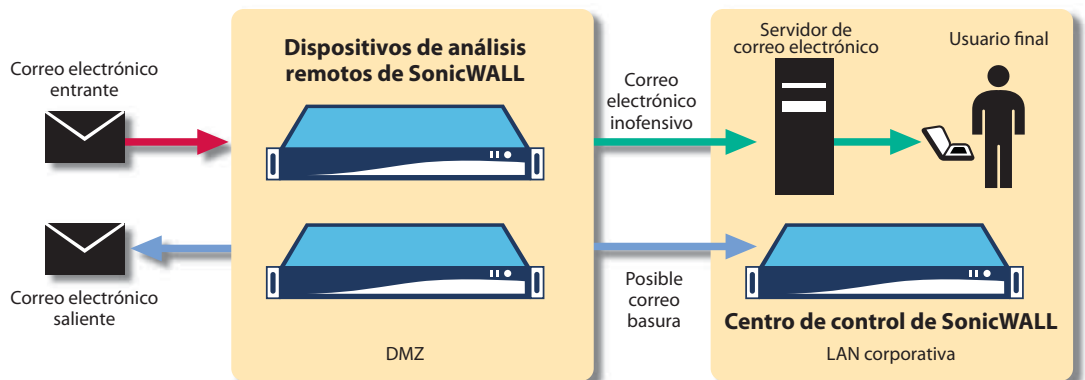 Correo electrónico
entrante
Correo electrónico
saliente
Dispositivos de análisis
remotos de SonicWALL
DMZ
Correo
electrónico
inofensivo
Posible
correo
basura
Servidor de
correo electrónico
Usuario final
Centro de control de SonicWALL
LAN corporativa